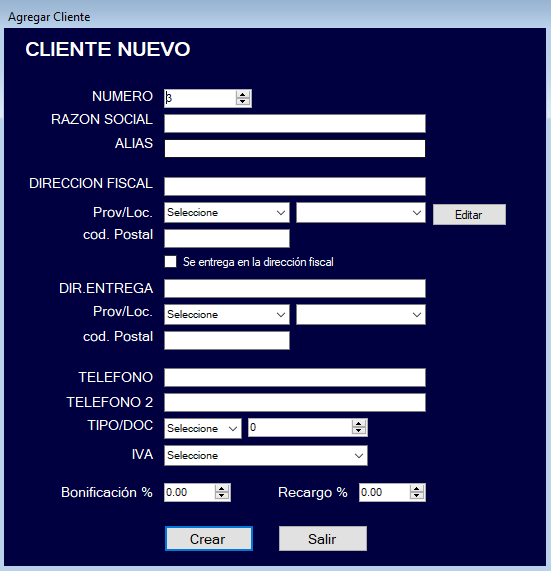 Agregar Cliente
CLIENTE NUEVO
NUMERO 3
RAZON SOCIAL
ALIAS
DIRECCION FISCAL
Prov/Loc. Seleccione Editar
cod. Postal
Se entrega en la dirección fiscal
DIR.ENTREGA
Prov/Loc. Seleccione
cod. Postal
TELEFONO
TELEFONO 2
TIPO/DOC Seleccione 0
IVA Seleccione
Bonificación % 0.00 Recargo % 0.00
Crear Salir